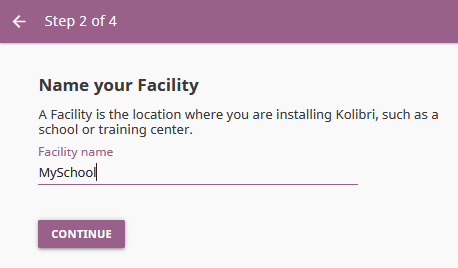 Step 2 of 4
Name your Facility
A Facility is the location where you are installing Kolibri, such as a
school or training center.
Facility name
MySchool
CONTINUE